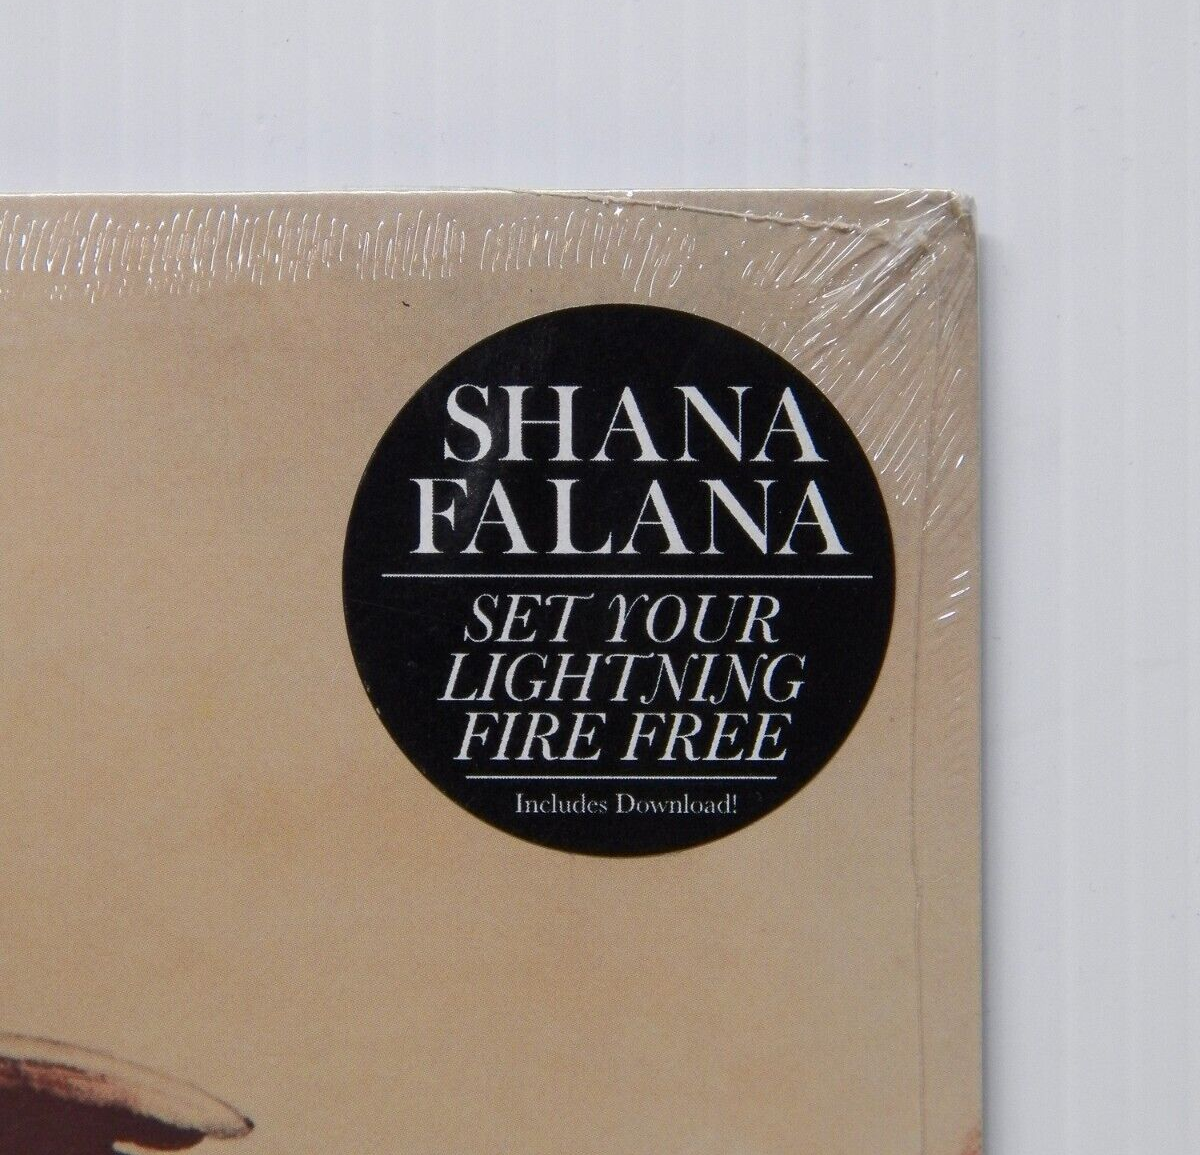 SHANA
FALANA
SET YOUR
LIGHTNING
FIRE FREE
Includes Download!